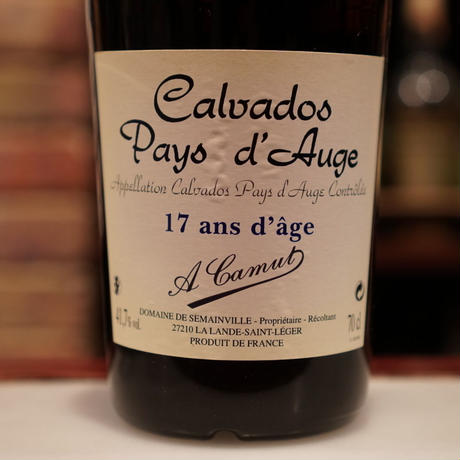 Calvados
Pays d'Auge
Appellation Calvados Pays d'Auge Contrôlée
17 ans d'âge
A Camut
DOMAINE DE SEMAINVILLE - Propriétaire - Récoltant
41,7% vol.
27210 LA LANDE-SAINT-LÉGER
70 cl
PRODUIT DE FRANCE